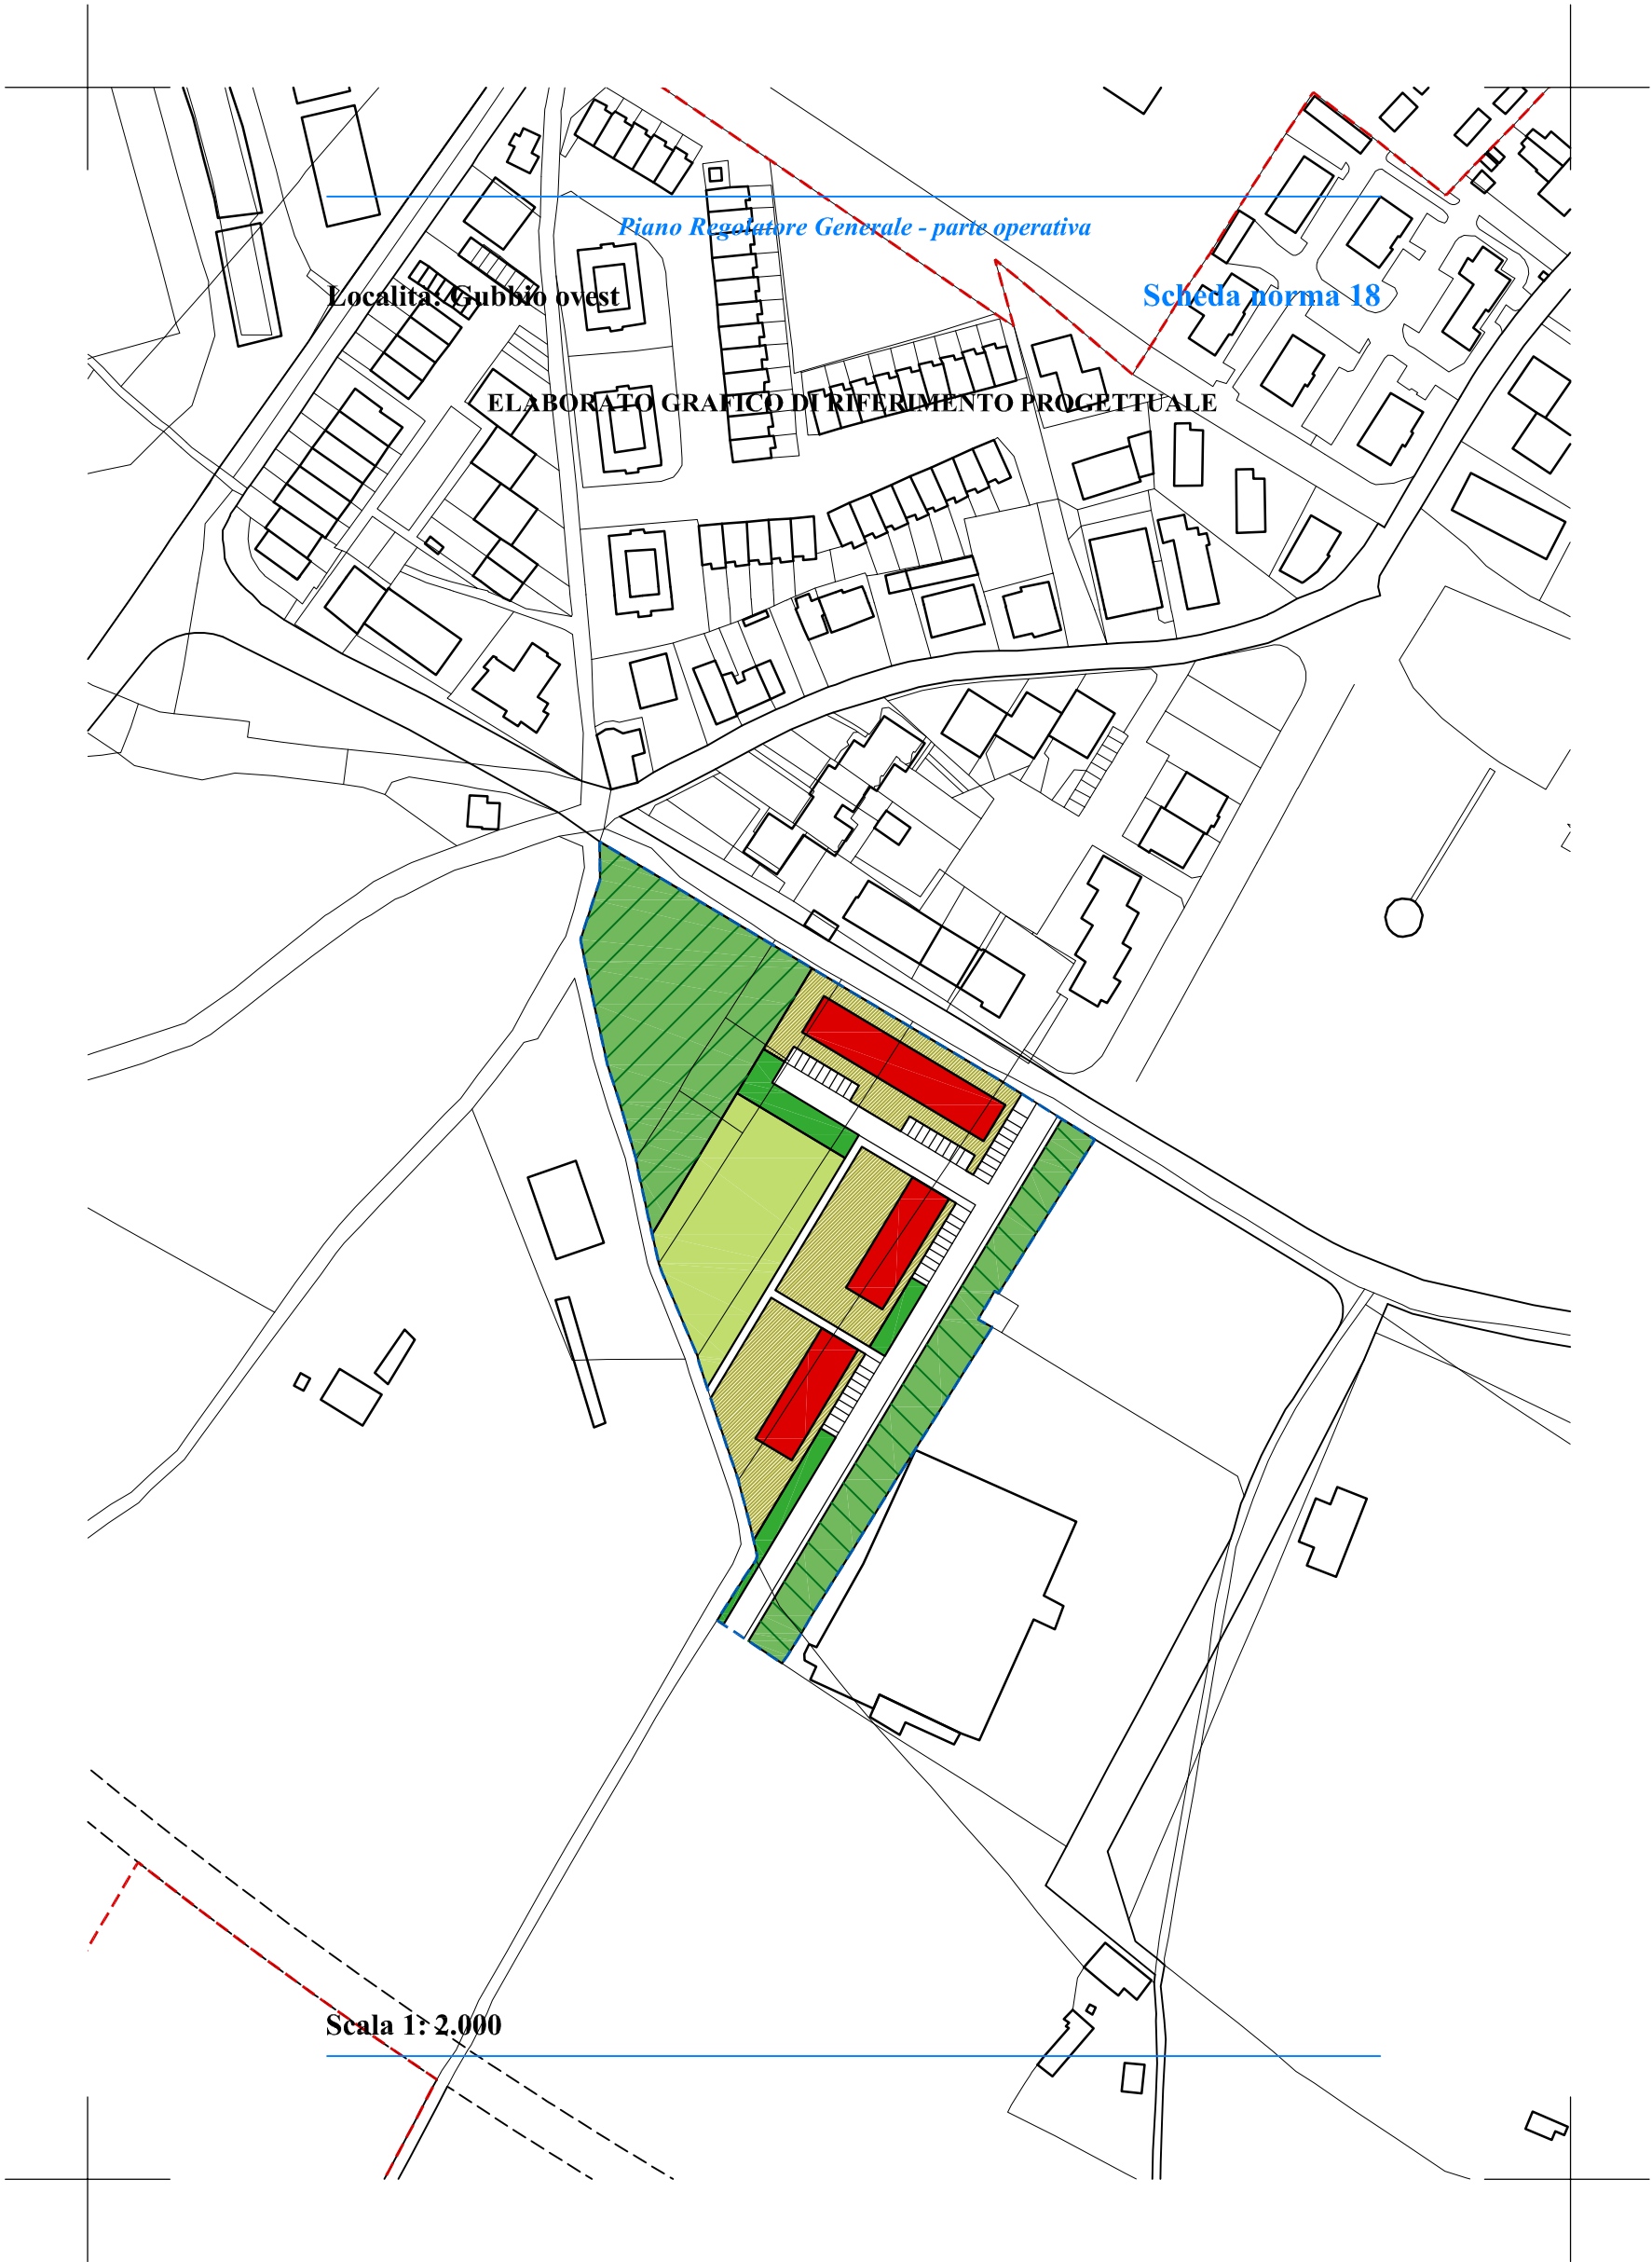 Piano Regolatore Generale - parte operativa
Località: Gubbio ovest
Scheda norma 18
ELABORATO GRAFICO DI RIFERIMENTO PROGETTUALE
Scala 1: 2.000